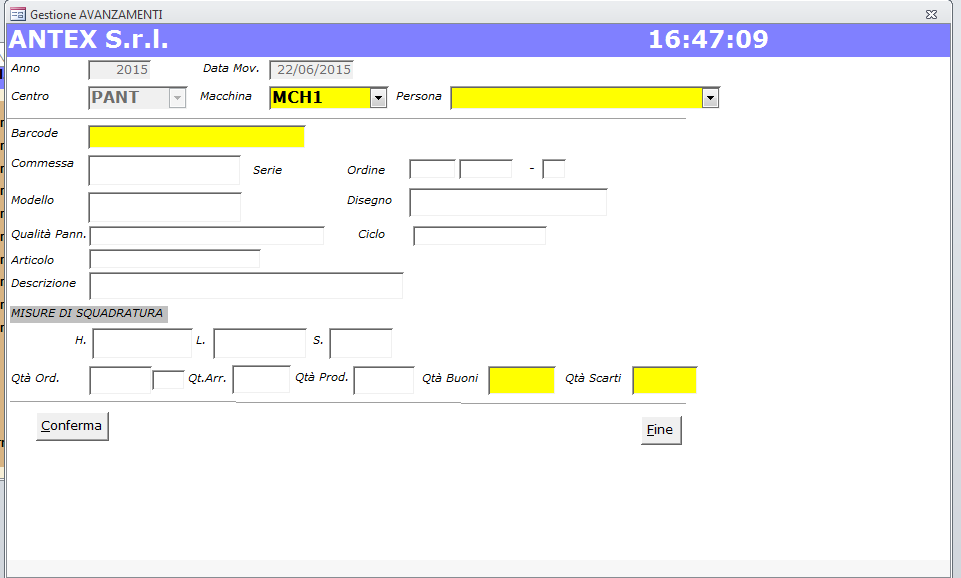 Gestione AVANZAMENTI
ANTEX S.r.l. 16:47:09
Anno 2015 Data Mov. 22/06/2015
Centro PANT Macchina MCH1 Persona
Barcode
Commessa Serie Ordine -
Modello Disegno
Qualità Pann. Ciclo
Articolo
Descrizione
MISURE DI SQUADRATURA
H. L. S.
Qtà Ord. Qt.Arr. Qtà Prod. Qtà Buoni Qtà Scarti
Conferma Fine